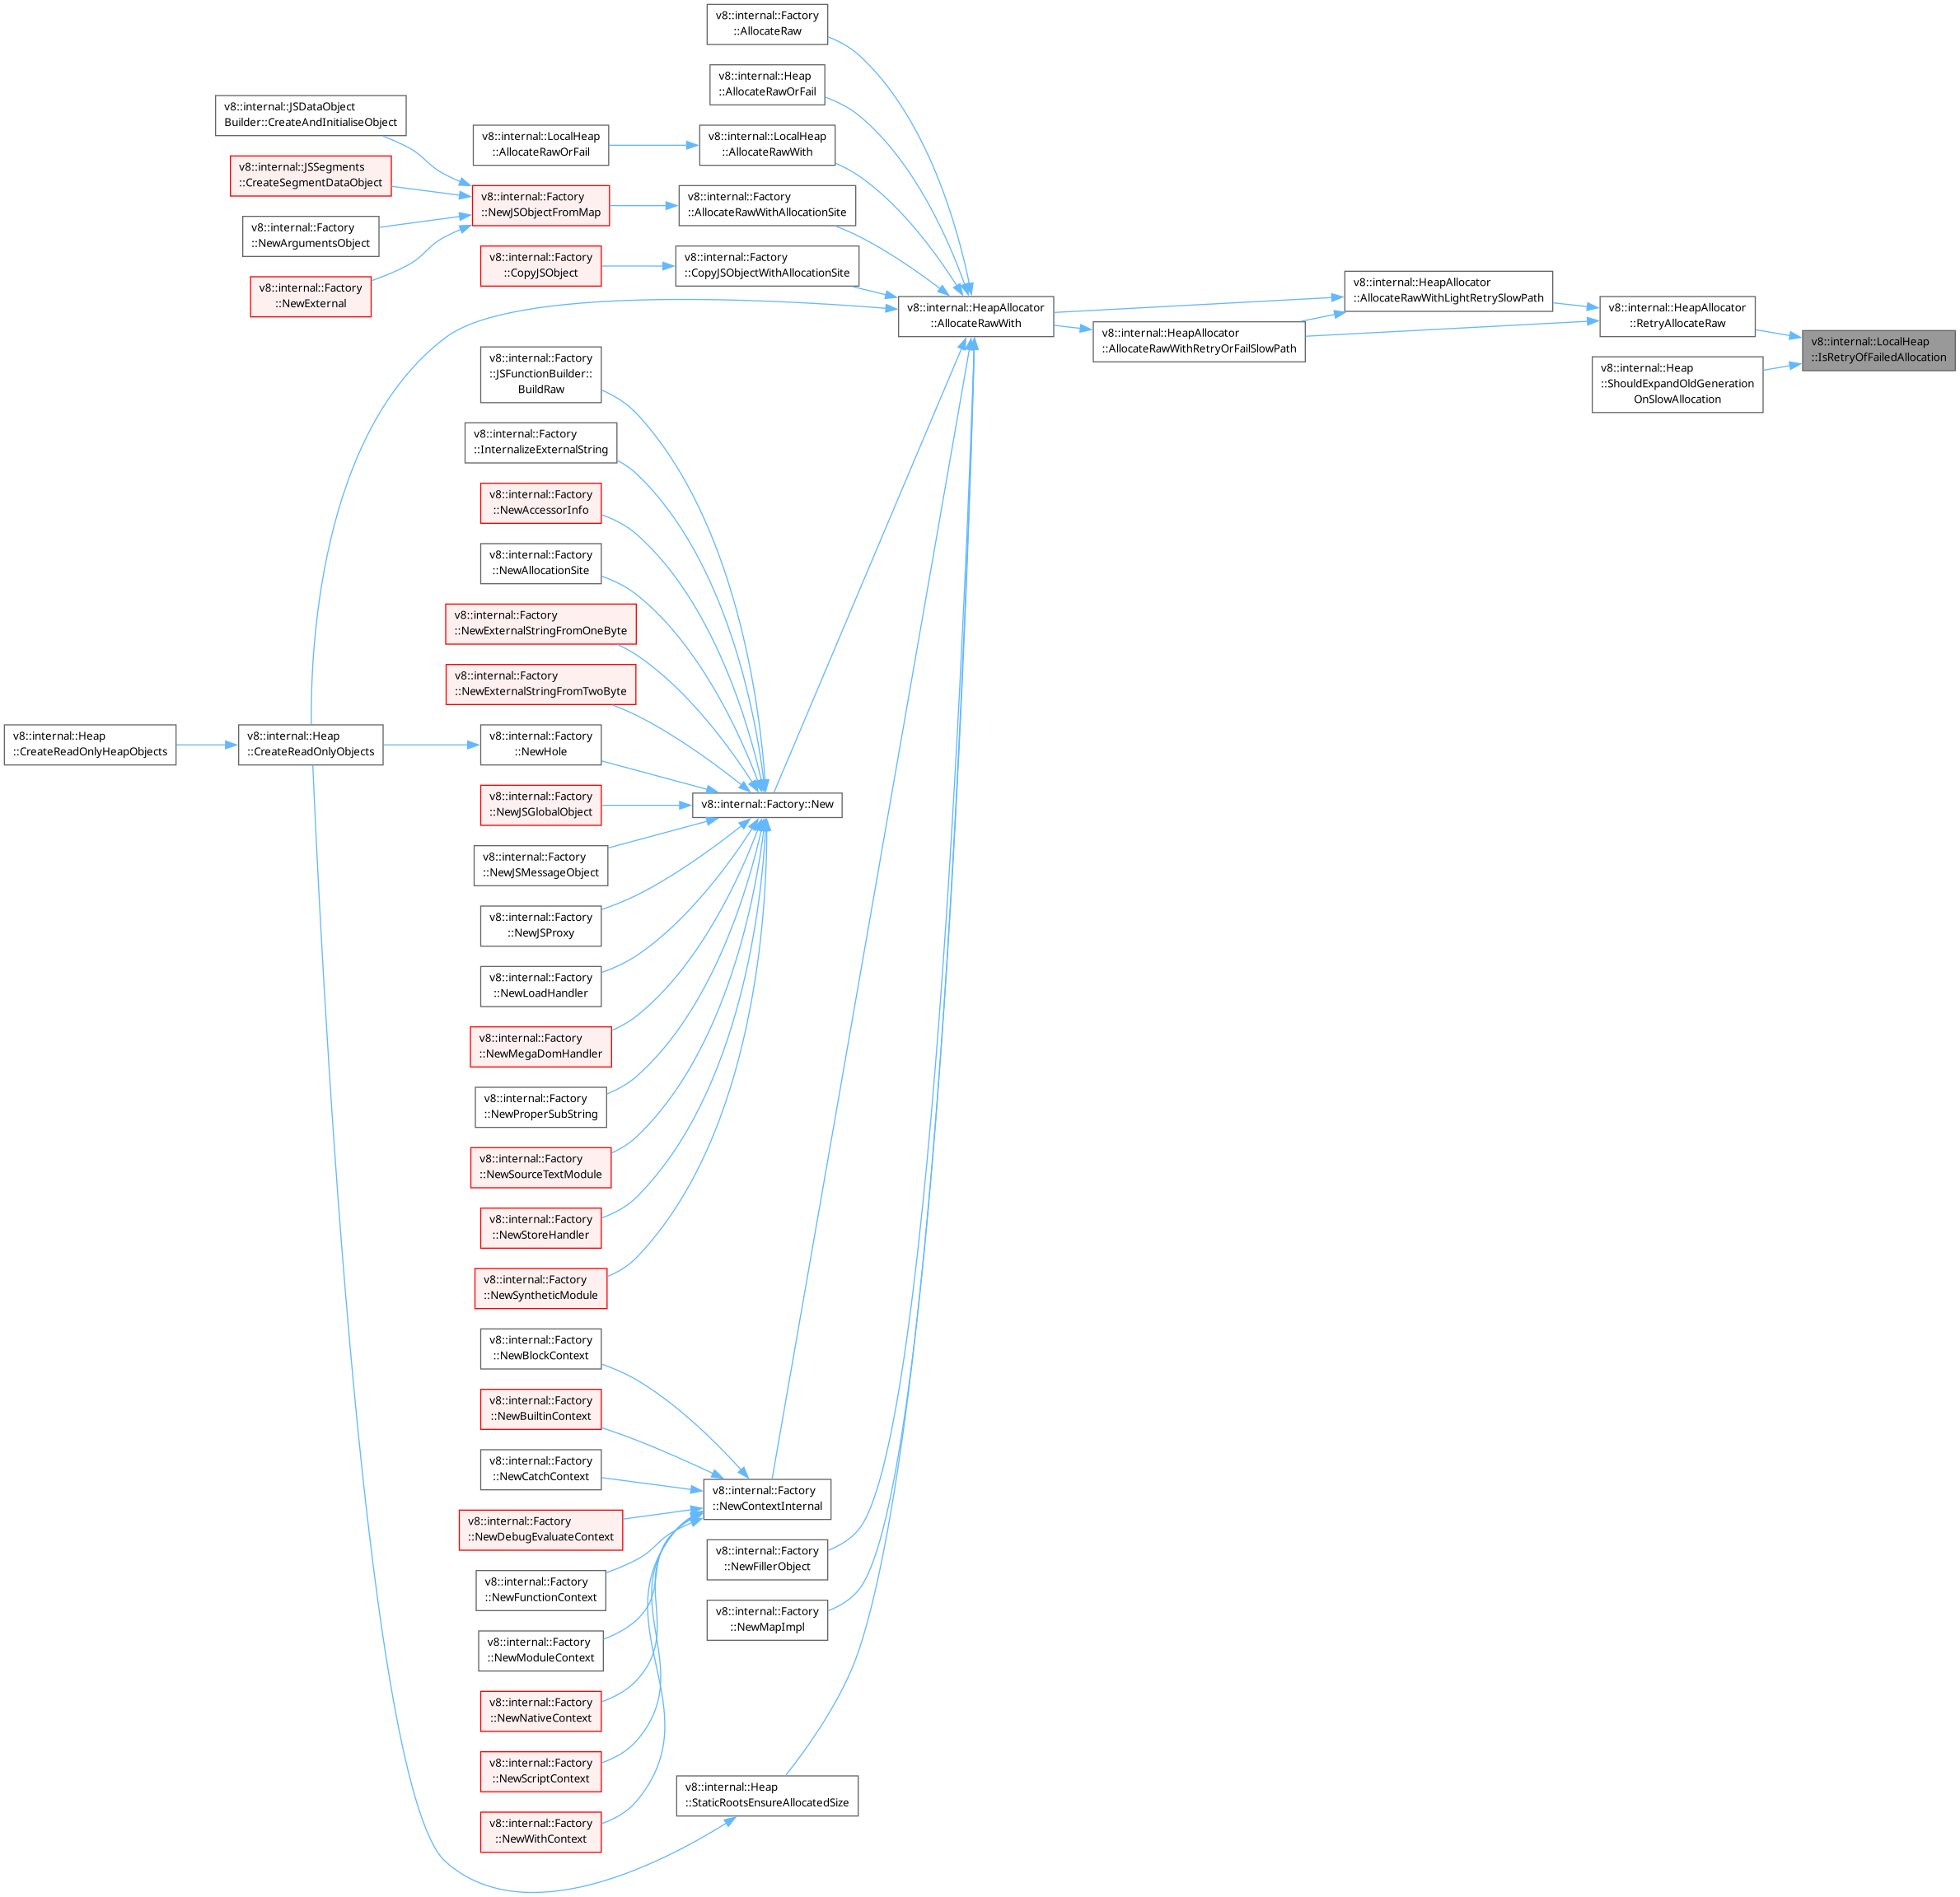 v8::internal::Factory
::AllocateRaw
v8::internal::Heap
::AllocateRawOrFail
v8::internal::JSDataObject
Builder::CreateAndInitialiseObject
v8::internal::LocalHeap
::AllocateRawOrFail
v8::internal::LocalHeap
::AllocateRawWith
v8::internal::JSSegments
::CreateSegmentDataObject
v8::internal::Factory
::NewJSObjectFromMap
v8::internal::Factory
::AllocateRawWithAllocationSite
v8::internal::Factory
::NewArgumentsObject
v8::internal::Factory
::CopyJSObject
v8::internal::Factory
::CopyJSObjectWithAllocationSite
v8::internal::Factory
::NewExternal
v8::internal::HeapAllocator
::AllocateRawWith
v8::internal::HeapAllocator
::AllocateRawWithLightRetrySlowPath
v8::internal::HeapAllocator
::AllocateRawWithRetryOrFailSlowPath
v8::internal::HeapAllocator
::RetryAllocateRaw
v8::internal::LocalHeap
::IsRetryOfFailedAllocation
v8::internal::Heap
::ShouldExpandOldGeneration
OnSlowAllocation
v8::internal::Factory
::JSFunctionBuilder::
BuildRaw
v8::internal::Factory
::InternalizeExternalString
v8::internal::Factory
::NewAccessorInfo
v8::internal::Factory
::NewAllocationSite
v8::internal::Factory
::NewExternalStringFromOneByte
v8::internal::Factory
::NewExternalStringFromTwoByte
v8::internal::Heap
::CreateReadOnlyHeapObjects
v8::internal::Heap
::CreateReadOnlyObjects
v8::internal::Factory
::NewHole
v8::internal::Factory
::NewJSGlobalObject
v8::internal::Factory::New
v8::internal::Factory
::NewJSMessageObject
v8::internal::Factory
::NewJSProxy
v8::internal::Factory
::NewLoadHandler
v8::internal::Factory
::NewMegaDomHandler
v8::internal::Factory
::NewProperSubString
v8::internal::Factory
::NewSourceTextModule
v8::internal::Factory
::NewStoreHandler
v8::internal::Factory
::NewSyntheticModule
v8::internal::Factory
::NewBlockContext
v8::internal::Factory
::NewBuiltinContext
v8::internal::Factory
::NewCatchContext
v8::internal::Factory
::NewContextInternal
v8::internal::Factory
::NewDebugEvaluateContext
v8::internal::Factory
::NewFillerObject
v8::internal::Factory
::NewFunctionContext
v8::internal::Factory
::NewMapImpl
v8::internal::Factory
::NewModuleContext
v8::internal::Factory
::NewNativeContext
v8::internal::Factory
::NewScriptContext
v8::internal::Heap
::StaticRootsEnsureAllocatedSize
v8::internal::Factory
::NewWithContext